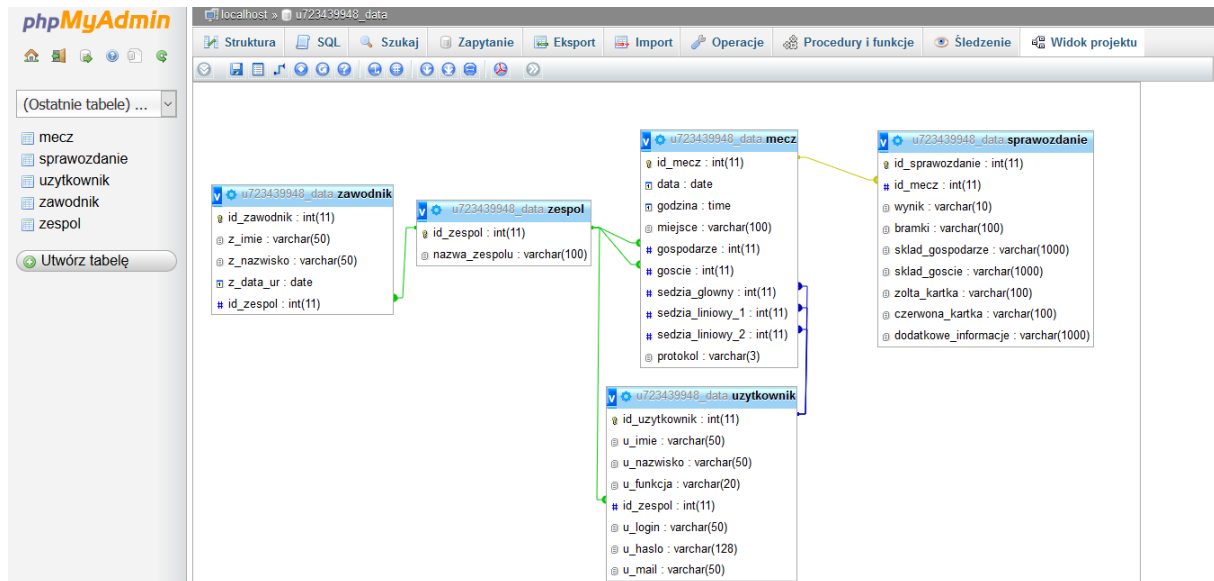 phpMyAdmin
(Ostatnie tabele) ...
mecz
sprawozdanie
uzytkownik
zawodnik
zespol
Utwórz tabelę
localhost » u723439948_data
Struktura SQL Szukaj Zapytanie Eksport Import Operacje Procedury i funkcje Śledzenie Widok projektu
v u723439948_data.zawodnik
id_zawodnik : int(11)
z_imie : varchar(50)
z_nazwisko : varchar(50)
z_data_ur : date
# id_zespol : int(11)
v u723439948_data.zespol
id_zespol : int(11)
nazwa_zespolu : varchar(100)
v u723439948_data.mecz
id_mecz : int(11)
data : date
godzina : time
miejsce : varchar(100)
# gospodarze : int(11)
# goscie : int(11)
# sedzia_glowny : int(11)
# sedzia_liniowy_1 : int(11)
# sedzia_liniowy_2 : int(11)
protokol : varchar(3)
v u723439948_data.uzytkownik
id_uzytkownik : int(11)
u_imie : varchar(50)
u_nazwisko : varchar(50)
u_funkcja : varchar(20)
# id_zespol : int(11)
u_login : varchar(50)
u_haslo : varchar(128)
u_mail : varchar(50)
v u723439948_data.sprawozdanie
id_sprawozdanie : int(11)
# id_mecz : int(11)
wynik : varchar(10)
bramki : varchar(100)
sklad_gospodarze : varchar(1000)
sklad_goscie : varchar(1000)
zolta_kartka : varchar(100)
czerwona_kartka : varchar(100)
dodatkowe_informacje : varchar(1000)